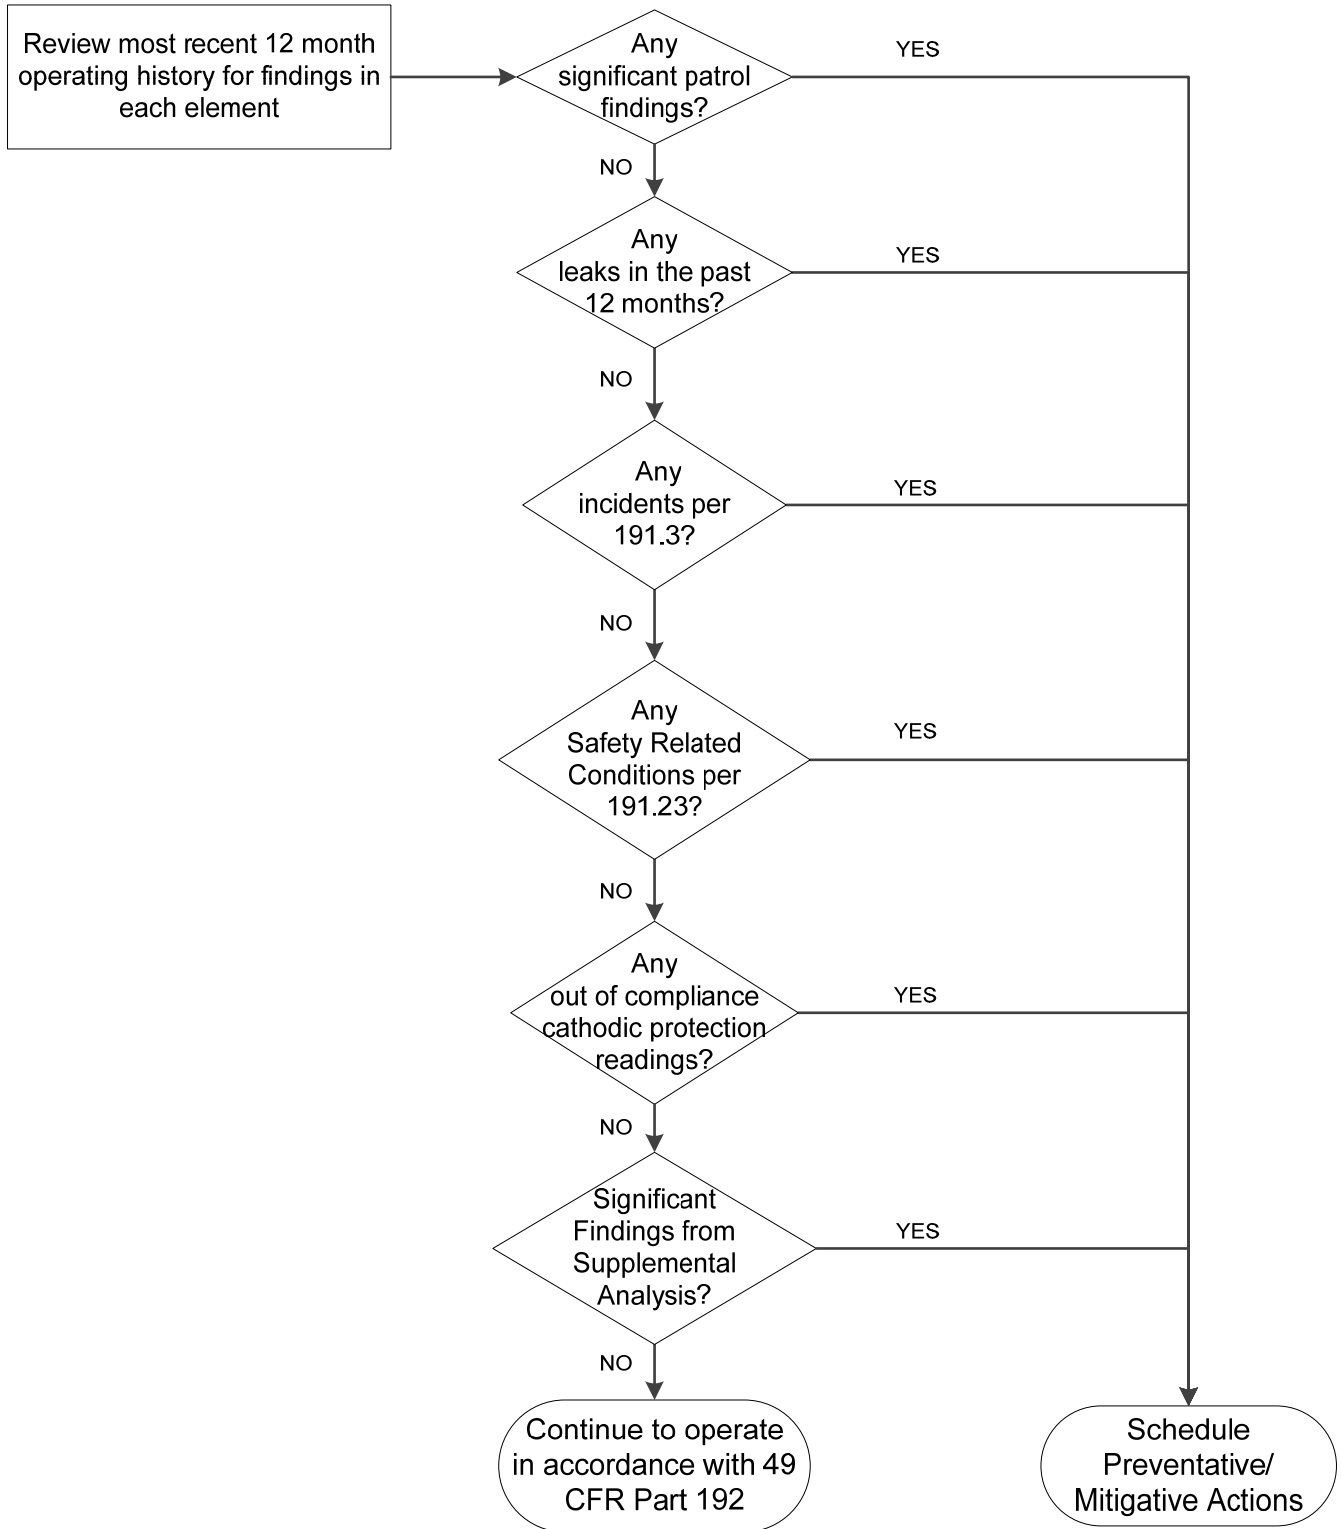 Review most recent 12 month
operating history for findings in
each element
Any
significant patrol
findings?
YES
NO
Any
leaks in the past
12 months?
YES
NO
Any
incidents per
191.3?
YES
NO
Any
Safety Related
Conditions per
191.23?
YES
NO
Any
out of compliance
cathodic protection
readings?
YES
NO
Significant
Findings from
Supplemental
Analysis?
YES
NO
Continue to operate
in accordance with 49
CFR Part 192
Schedule
Preventative/
Mitigative Actions